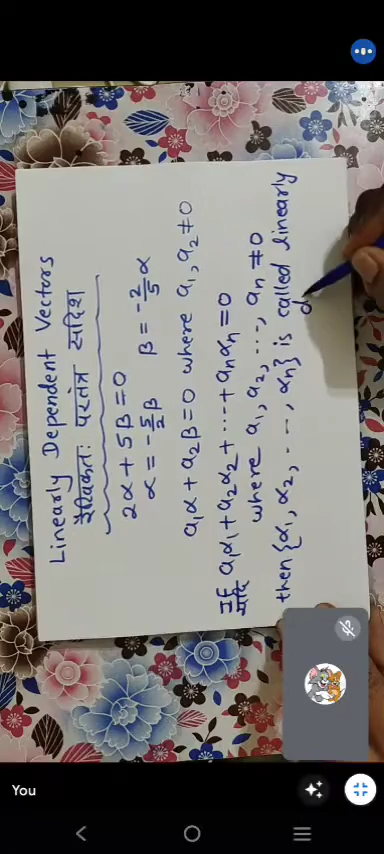 Linearly Dependent Vectors
रैखिकतः परतंत्र सदिश
2α + 5β = 0
α = -5/2 β    β = -2/5 α
a₁α + a₂β = 0 where a₁, a₂ ≠ 0
If a₁α₁ + a₂α₂ + ---- + aₙαₙ = 0
यदि
where a₁, a₂, ---, aₙ ≠ 0
then {α₁, α₂, ---, αₙ} is called linearly
d
You